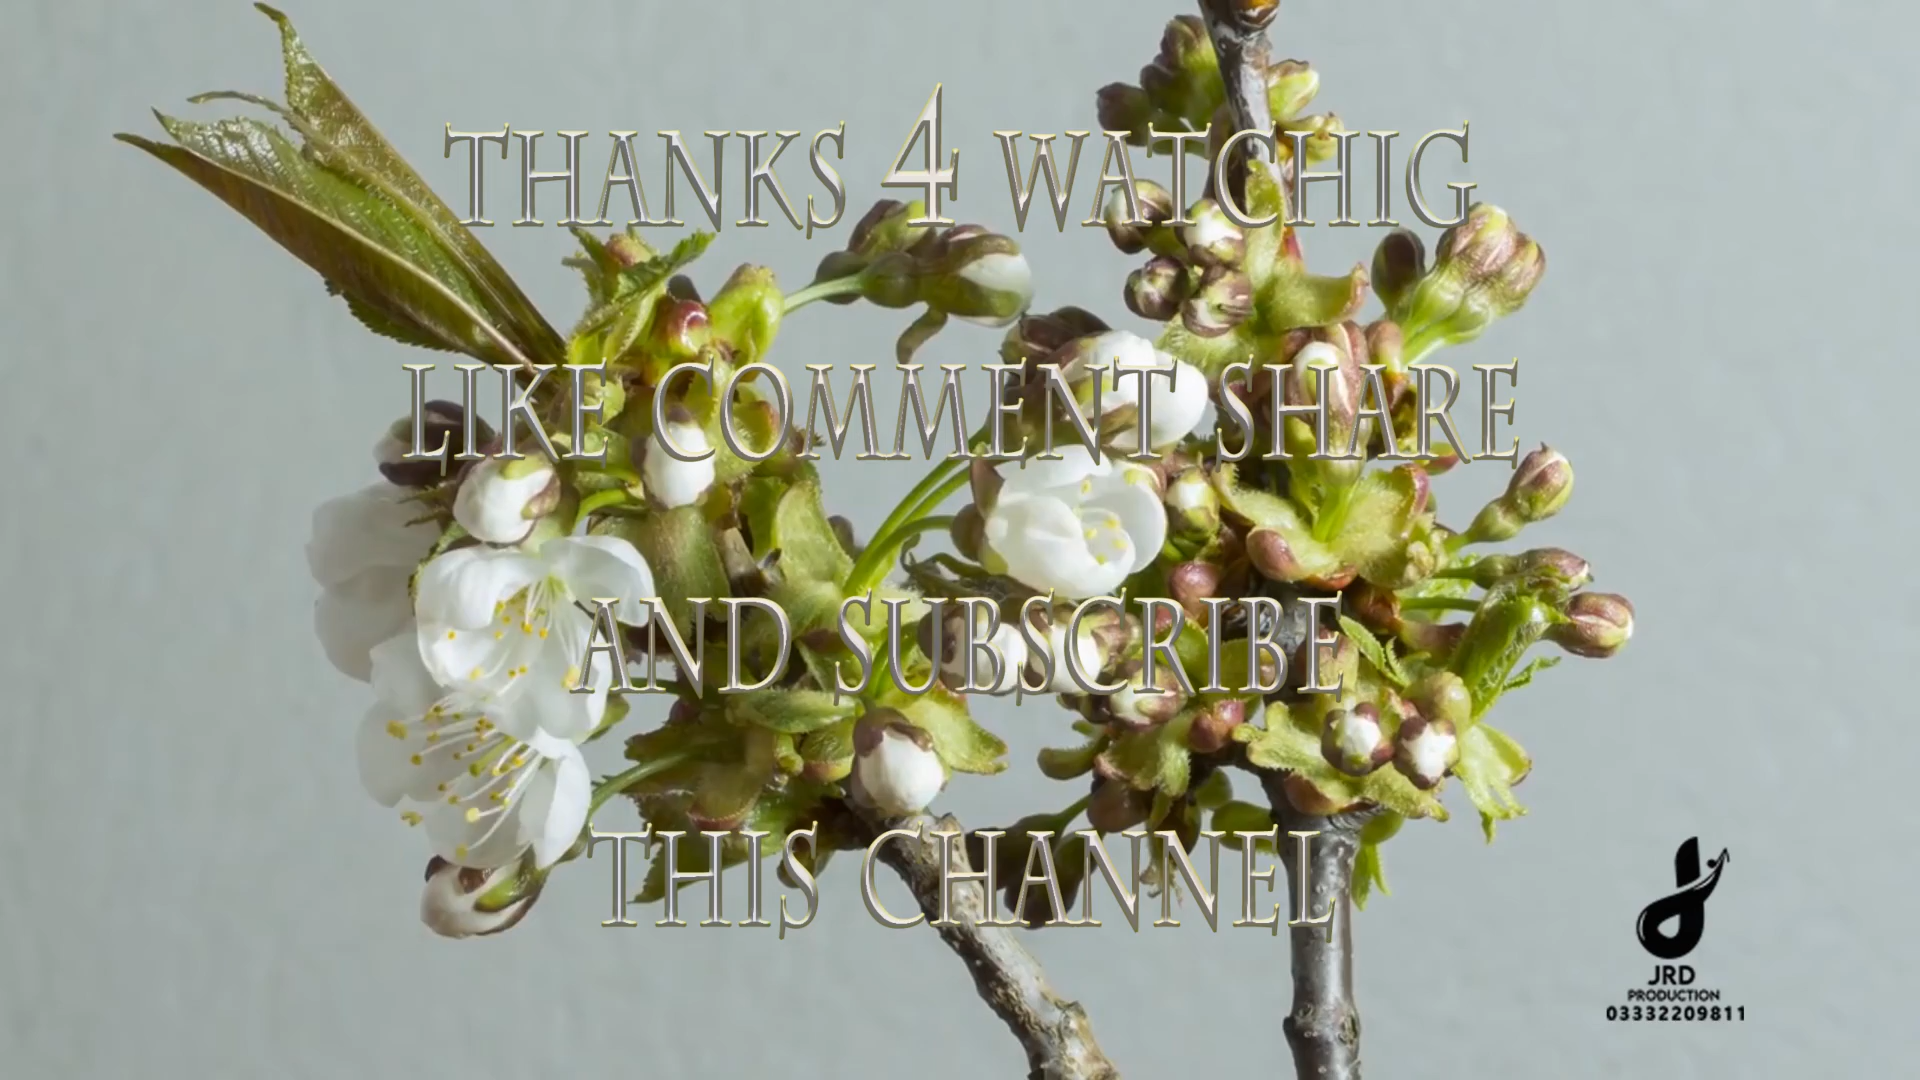 THANKS 4 WATCHIG
LIKE COMMENT SHARE
AND SUBSCRIBE
THIS CHANNEL
JRD
PRODUCTION
03332209811